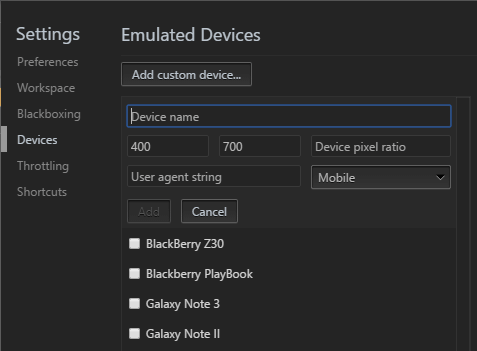 Settings
Preferences
Workspace
Blackboxing
Devices
Throttling
Shortcuts
Emulated Devices
Add custom device...
Device name
400 700 Device pixel ratio
User agent string Mobile
Add Cancel
BlackBerry Z30
Blackberry PlayBook
Galaxy Note 3
Galaxy Note II